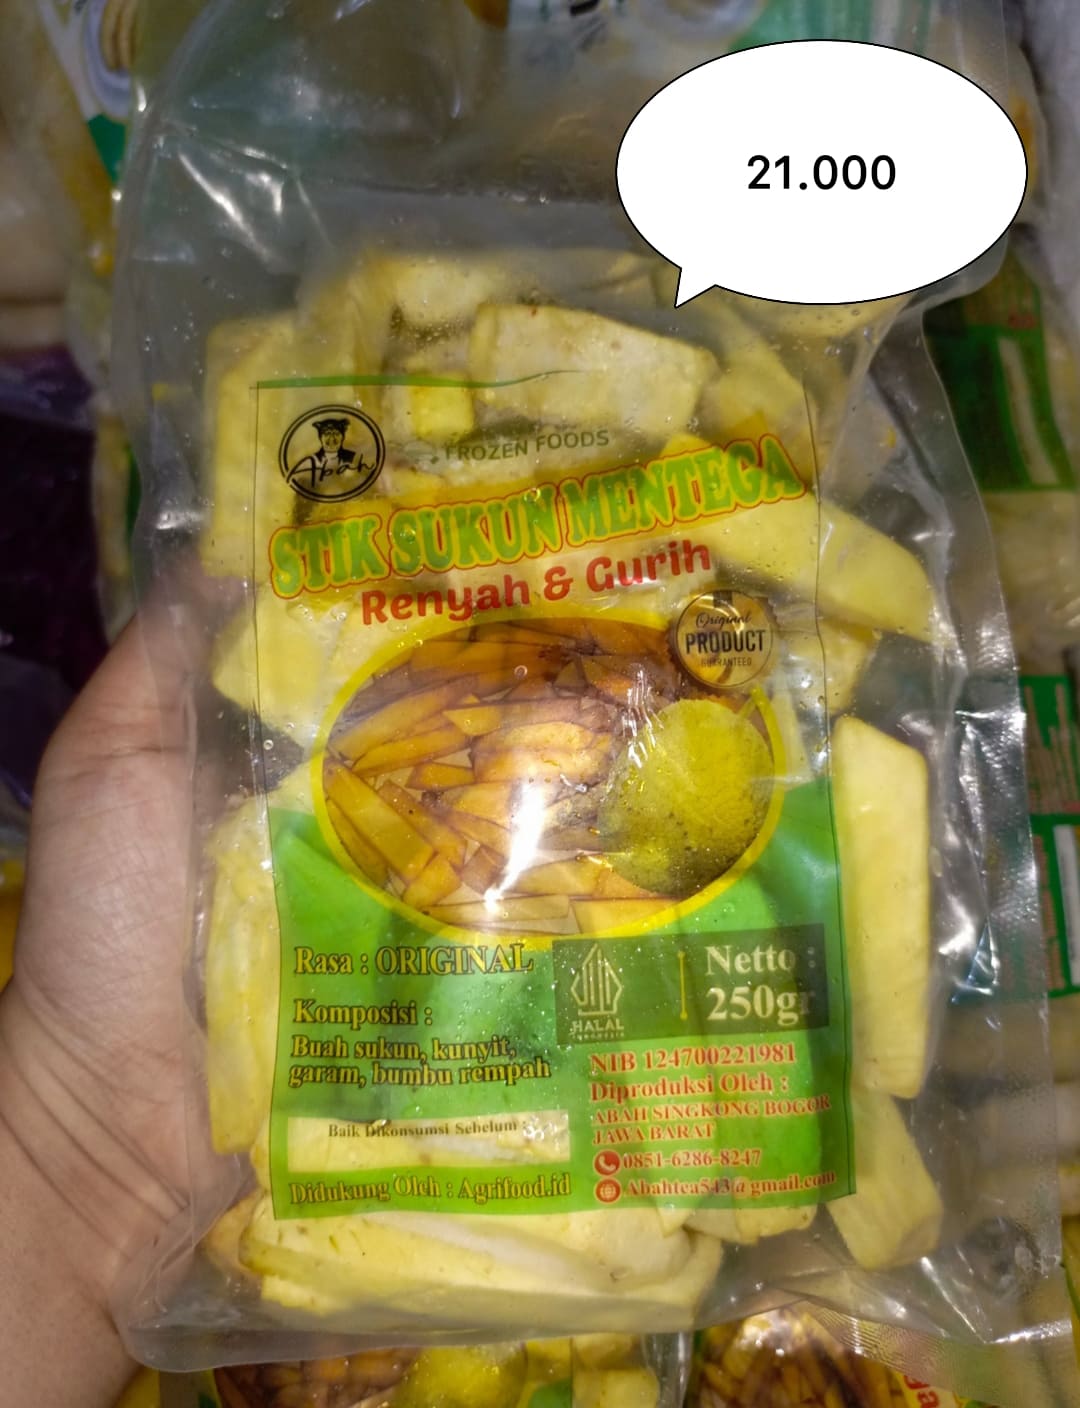 21.000
Abah
FROZEN FOODS
STIK SUKUN MENTEGA
Renyah & Gurih
Original
PRODUCT
GUARANTEED
Rasa : ORIGINAL
Komposisi :
Buah sukun, kunyit,
garam, bumbu rempah
Baik Dikonsumsi Sebelum :
Didukung Oleh : Agrifood.id
HALAL
Indonesia
Netto :
250gr
NIB 124700221981
Diproduksi Oleh :
ABAH SINGKONG BOGOR
JAWA BARAT
0851-6286-8247
Abahtea543@gmail.com